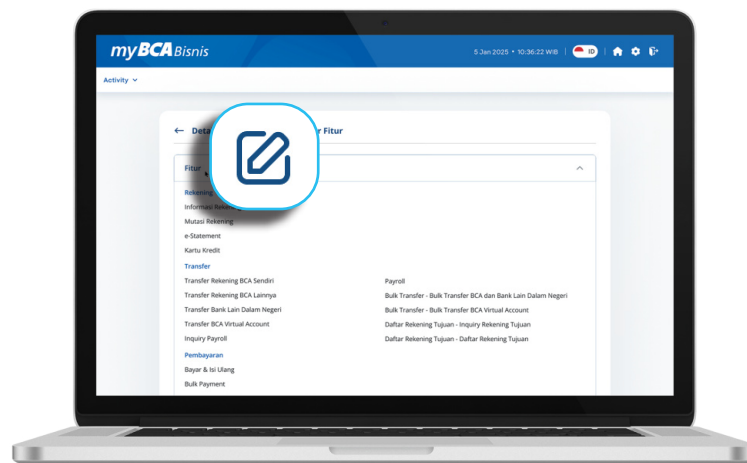 myBCA Bisnis
5 Jan 2025 • 10:36:22 WIB | ID
Activity
← r Fitur
Fitur
Rekening
Informasi Rekening
Mutasi Rekening
e-Statement
Kartu Kredit
Transfer
Transfer Rekening BCA Sendiri Payroll
Transfer Rekening BCA Lainnya Bulk Transfer - Bulk Transfer BCA dan Bank Lain Dalam Negeri
Transfer Bank Lain Dalam Negeri Bulk Transfer - Bulk Transfer BCA Virtual Account
Transfer BCA Virtual Account Daftar Rekening Tujuan - Inquiry Rekening Tujuan
Inquiry Payroll Daftar Rekening Tujuan - Daftar Rekening Tujuan
Pembayaran
Bayar & Isi Ulang
Bulk Payment